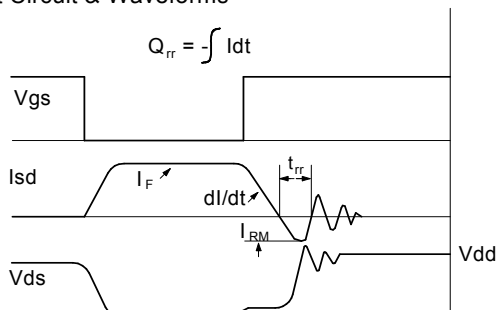 Circuit & Waveforms
Qrr = -∫ Idt
Vgs
Isd
IF
dI/dt
trr
IRM
Vdd
Vds